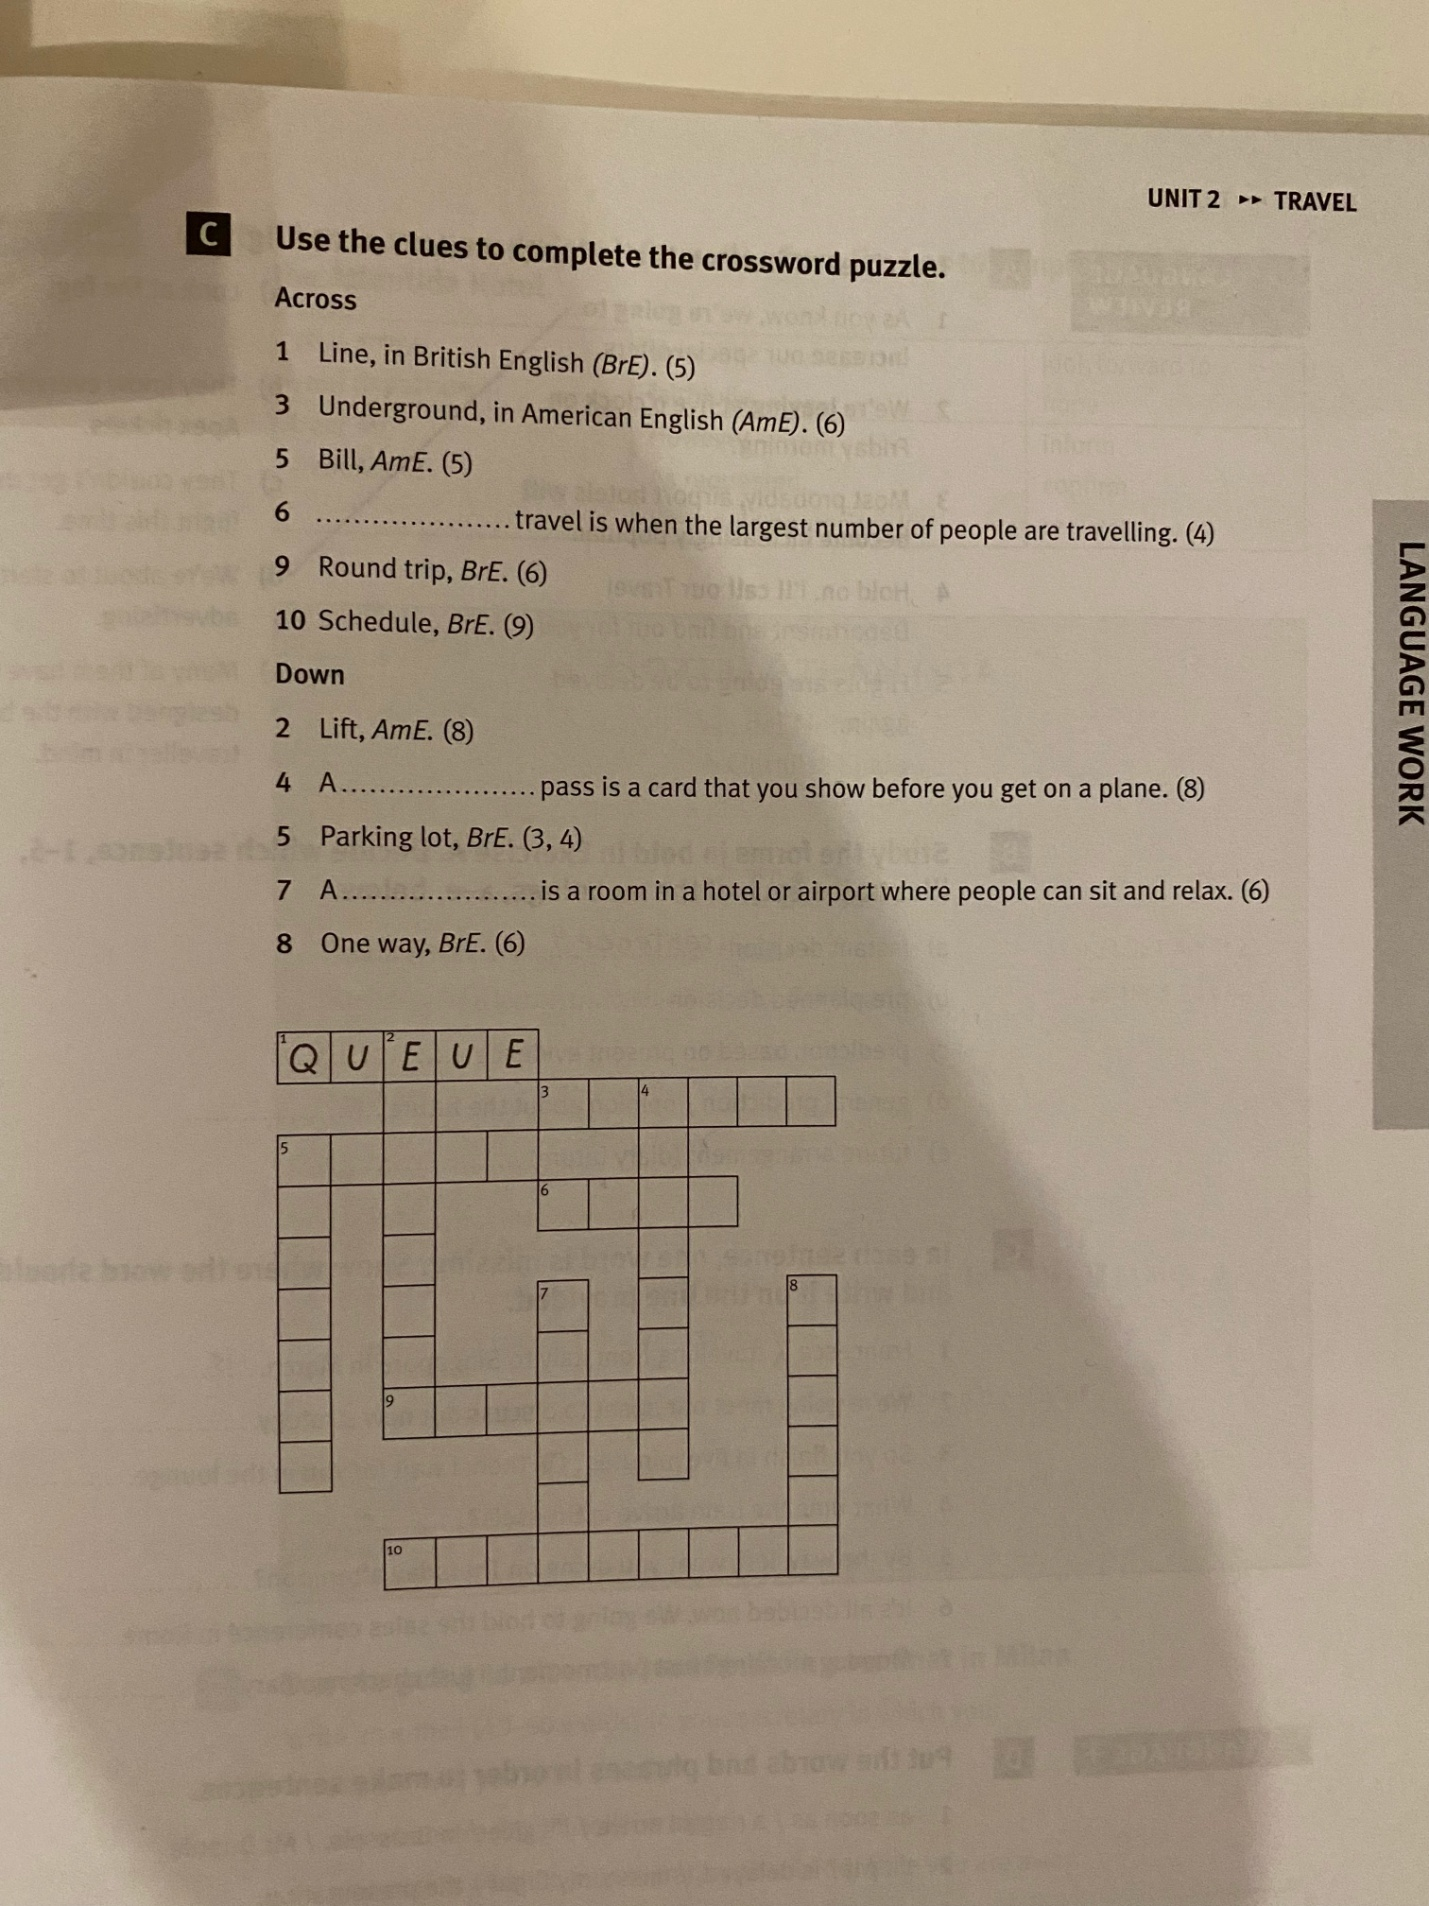 UNIT 2 ▸▸ TRAVEL
C Use the clues to complete the crossword puzzle.
Across
1 Line, in British English (BrE). (5)
3 Underground, in American English (AmE). (6)
5 Bill, AmE. (5)
6 ..................... travel is when the largest number of people are travelling. (4)
9 Round trip, BrE. (6)
10 Schedule, BrE. (9)
Down
2 Lift, AmE. (8)
4 A..................... pass is a card that you show before you get on a plane. (8)
5 Parking lot, BrE. (3, 4)
7 A..................... is a room in a hotel or airport where people can sit and relax. (6)
8 One way, BrE. (6)
LANGUAGE WORK
1 Q U 2 E U E
3 4
5
6
7 8
9
10